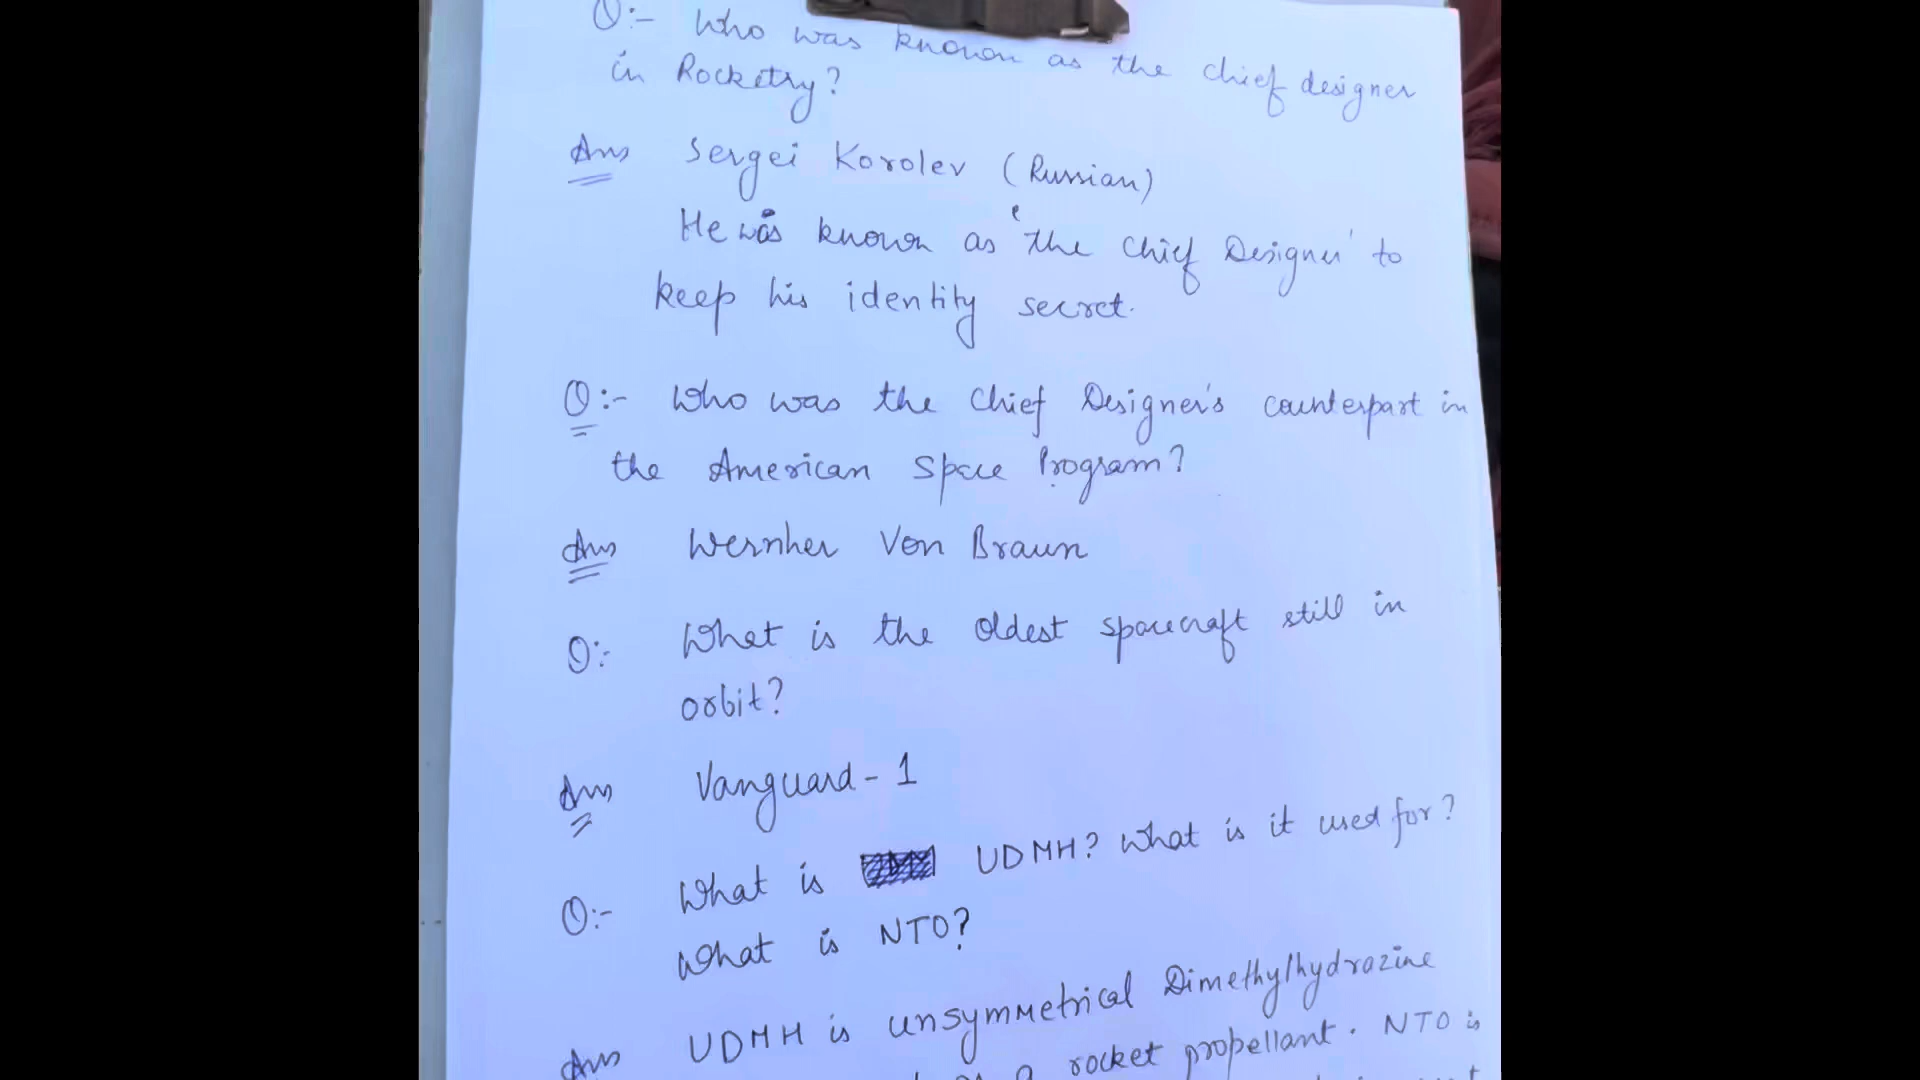 Q:- Who was known as the chief designer
in Rocketry?
Ans Sergei Korolev (Russian)
He was known as 'the Chief Designer' to
keep his identity secret.
Q:- Who was the Chief Designer's counterpart in
the American Space Program?
Ans Wernher Von Braun
Q:- What is the oldest spacecraft still in
orbit?
Ans Vanguard-1
Q:- What is UDMH? What is it used for?
What is NTO?
Ans UDMH is unsymmetrical Dimethylhydrazine
a rocket propellant. NTO is